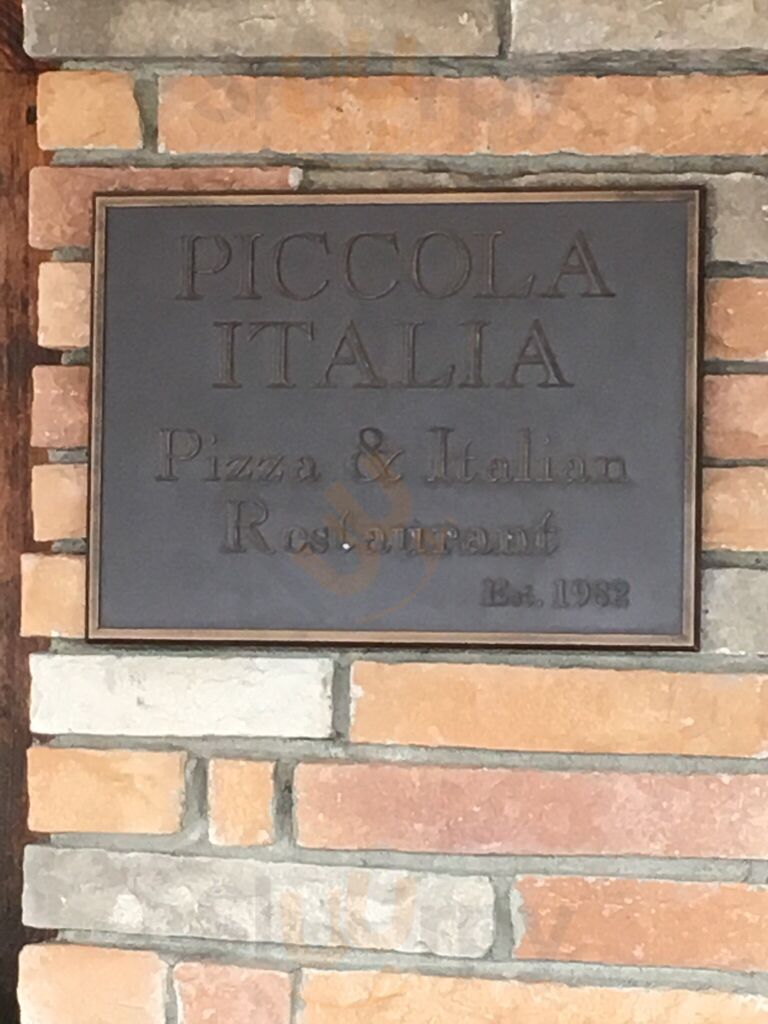 PICCOLA
ITALIA
Pizza & Italian
Restaurant
Est. 1982